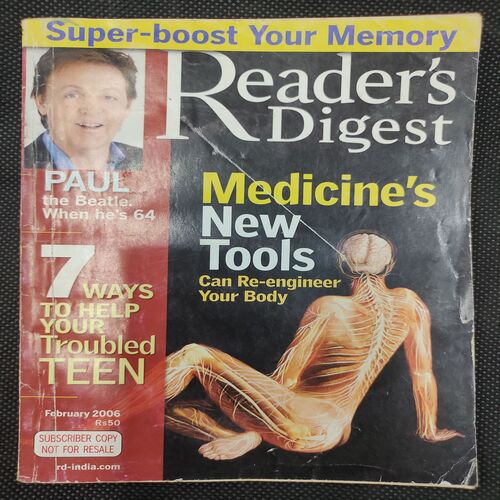 Super-boost Your Memory
Reader's
Digest
PAUL
the Beatle.
When he's 64
Medicine's
New
Tools
Can Re-engineer
Your Body
7 WAYS
TO HELP
YOUR
Troubled
TEEN
February 2006
Rs50
SUBSCRIBER COPY
NOT FOR RESALE
rd-india.com